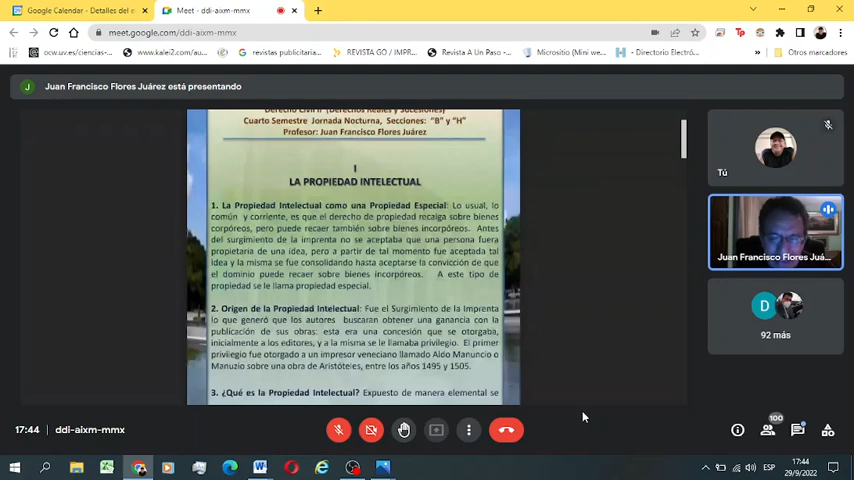 Google Calendar - Detalles del e
Meet - ddi-aixm-mmx
meet.google.com/ddi-aixm-mmx
ocw.uv.es/ciencias-...
www.kalei2.com/au...
revistas publicitaria...
REVISTA GO / IMPR...
Revista A Un Paso -...
Micrositio (Mini we...
- Directorio Electró...
»
Otros marcadores
J Juan Francisco Flores Juárez está presentando
Derecho Civil II (Derechos Reales y Sucesiones)
Cuarto Semestre Jornada Nocturna, Secciones: “B” y “H”
Profesor: Juan Francisco Flores Juárez
I
LA PROPIEDAD INTELECTUAL
1. La Propiedad Intelectual como una Propiedad Especial: Lo usual, lo
común y corriente, es que el derecho de propiedad recaiga sobre bienes
corpóreos, pero puede recaer también sobre bienes incorpóreos. Antes
del surgimiento de la imprenta no se aceptaba que una persona fuera
propietaria de una idea, pero a partir de tal momento fue aceptada tal
idea y la misma se fue consolidando hasta aceptarse la convicción de que
el dominio puede recaer sobre bienes incorpóreos. A este tipo de
propiedad se le llama propiedad especial.
2. Origen de la Propiedad Intelectual: Fue el Surgimiento de la Imprenta
lo que generó que los autores buscaran obtener una ganancia con la
publicación de sus obras: esta era una concesión que se otorgaba,
inicialmente a los editores, y a la misma se le llamaba privilegio. El primer
privilegio fue otorgado a un impresor veneciano llamado Aldo Manuncio o
Manuzio sobre una obra de Aristóteles, entre los años 1495 y 1505.
3. ¿Qué es la Propiedad Intelectual? Expuesto de manera elemental se
Tú
Juan Francisco Flores Juá...
D
92 más
17:44 ddi-aixm-mmx
100
ESP
17:44
29/9/2022